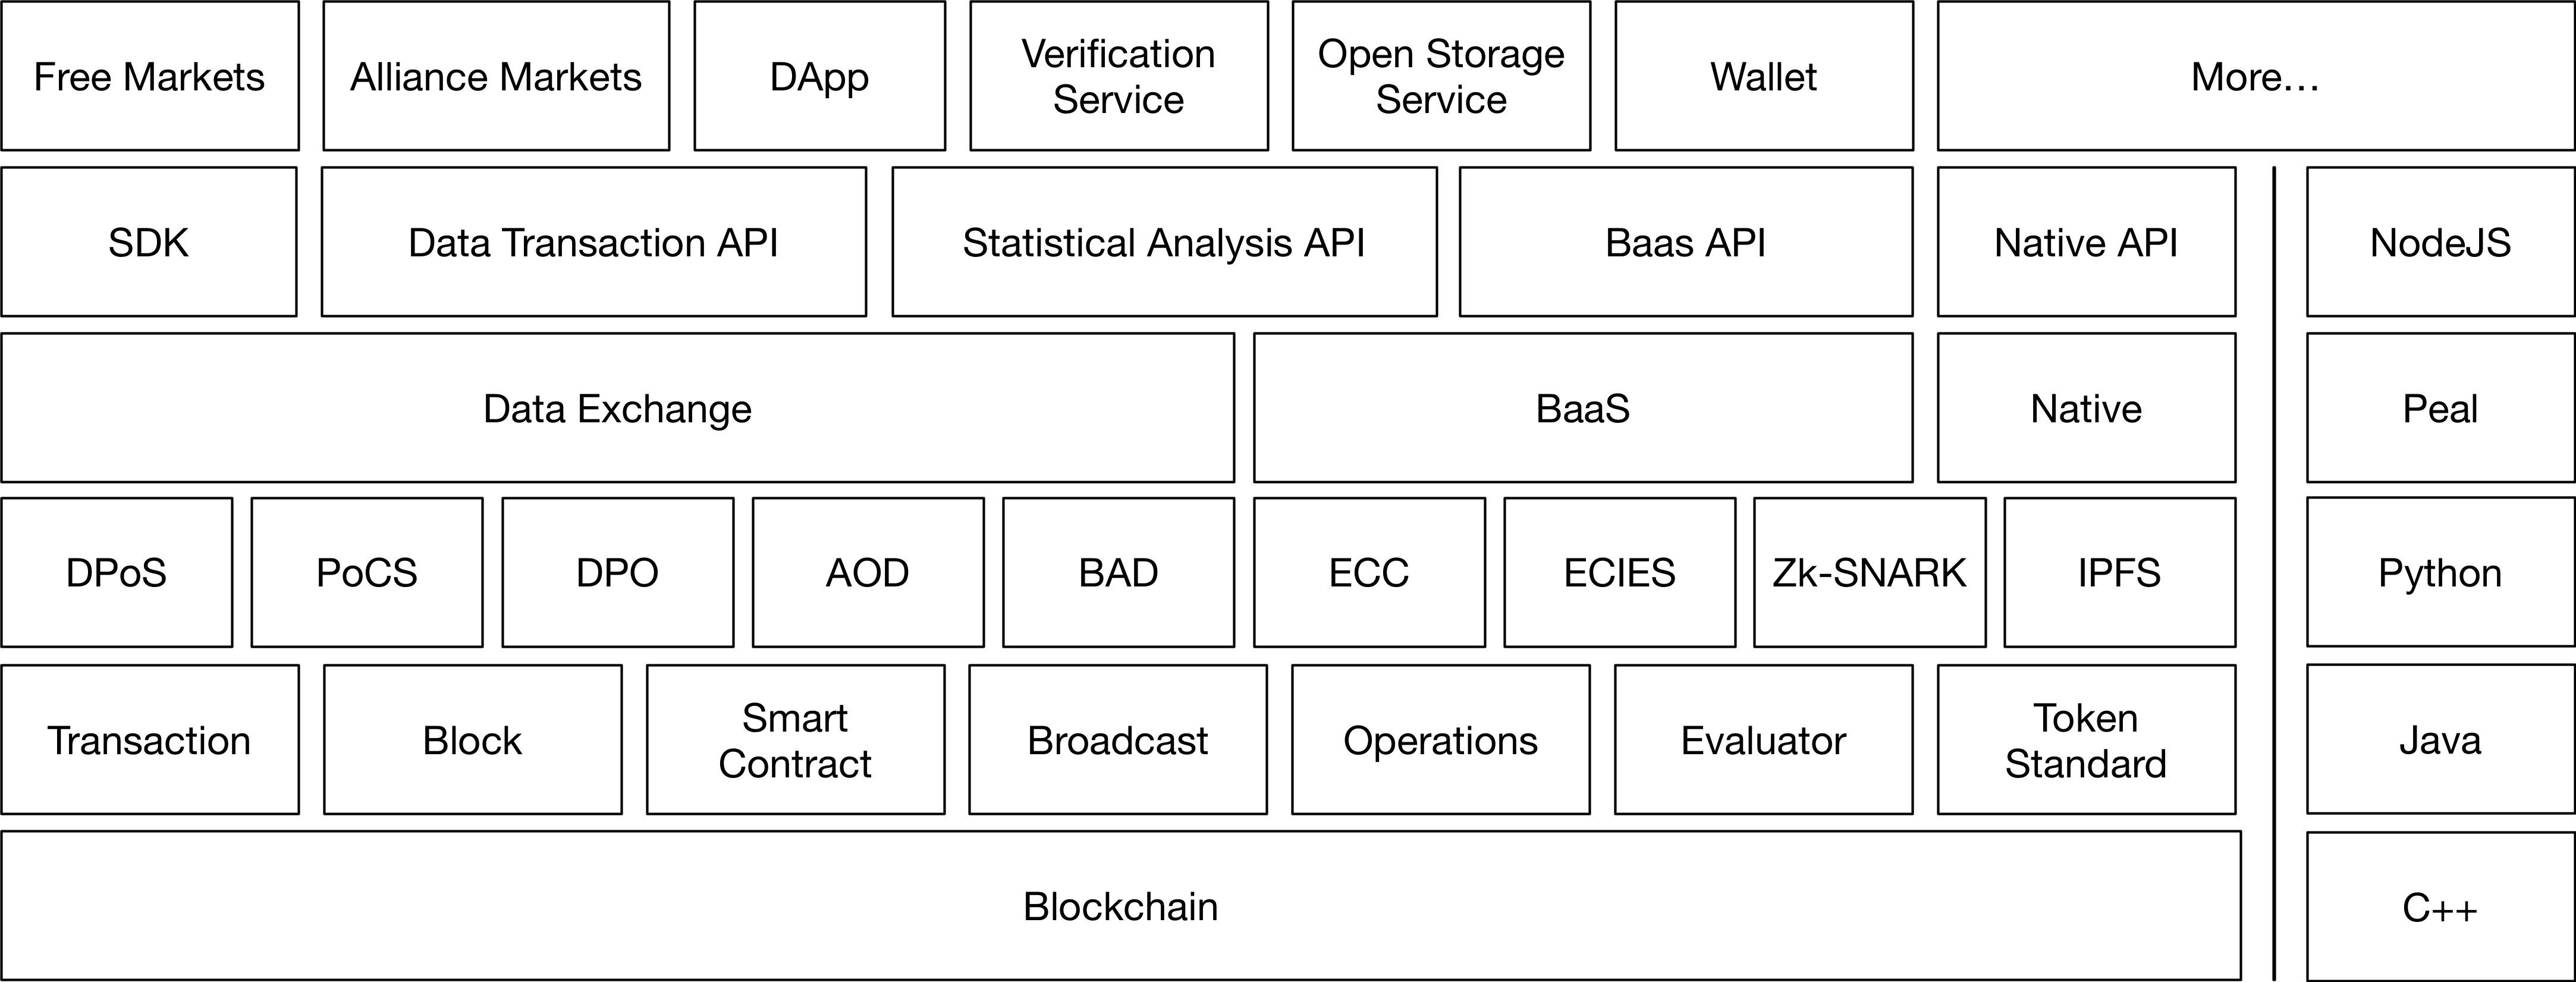 Free Markets
Alliance Markets
DApp
Verification
Service
Open Storage
Service
Wallet
More...
SDK
Data Transaction API
Statistical Analysis API
Baas API
Native API
NodeJS
Data Exchange
BaaS
Native
Peal
DPoS
PoCS
DPO
AOD
BAD
ECC
ECIES
Zk-SNARK
IPFS
Python
Transaction
Block
Smart
Contract
Broadcast
Operations
Evaluator
Token
Standard
Java
Blockchain
C++